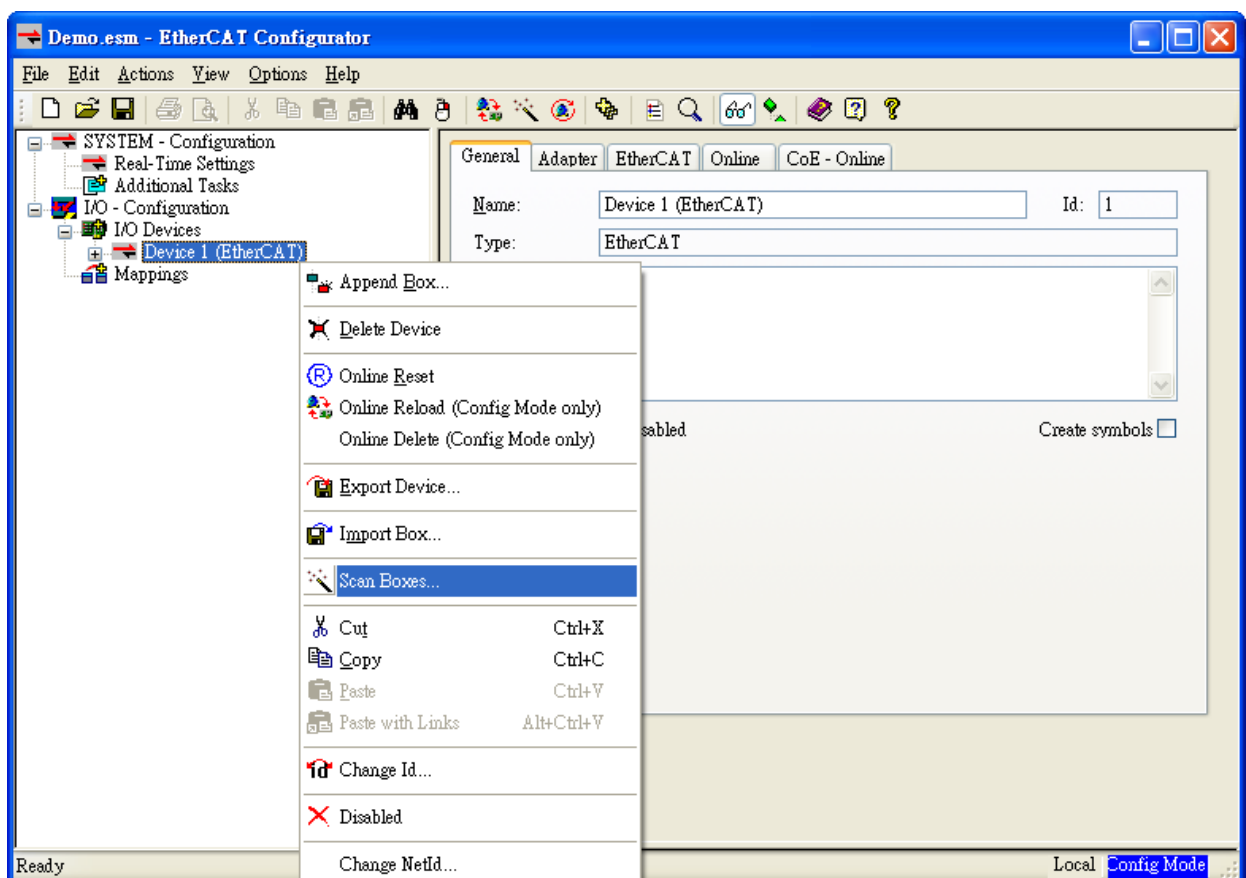 Demo.esm - EtherCAT Configurator
File Edit Actions View Options Help
SYSTEM - Configuration
Real-Time Settings
Additional Tasks
I/O - Configuration
I/O Devices
Device 1 (EtherCAT)
Mappings
General Adapter EtherCAT Online CoE - Online
Name: Device 1 (EtherCAT) Id: 1
Type: EtherCAT
Create symbols
Append Box...
Delete Device
Online Reset
Online Reload (Config Mode only)
Online Delete (Config Mode only)
Export Device...
Import Box...
Scan Boxes...
Cut Ctrl+X
Copy Ctrl+C
Paste Ctrl+V
Paste with Links Alt+Ctrl+V
Change Id...
Disabled
Change NetId...
Ready Local Config Mode